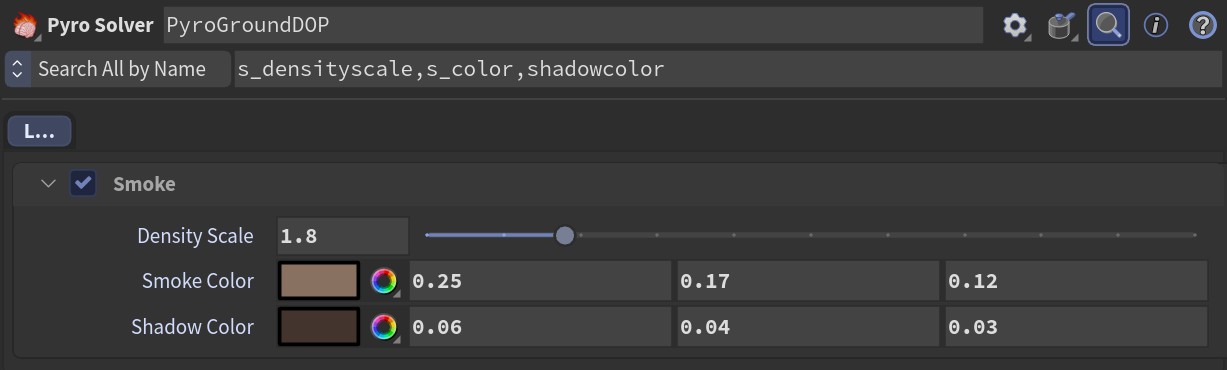 Pyro Solver PyroGroundDOP
Search All by Name s_densityscale,s_color,shadowcolor
L...
Smoke
Density Scale 1.8
Smoke Color 0.25 0.17 0.12
Shadow Color 0.06 0.04 0.03